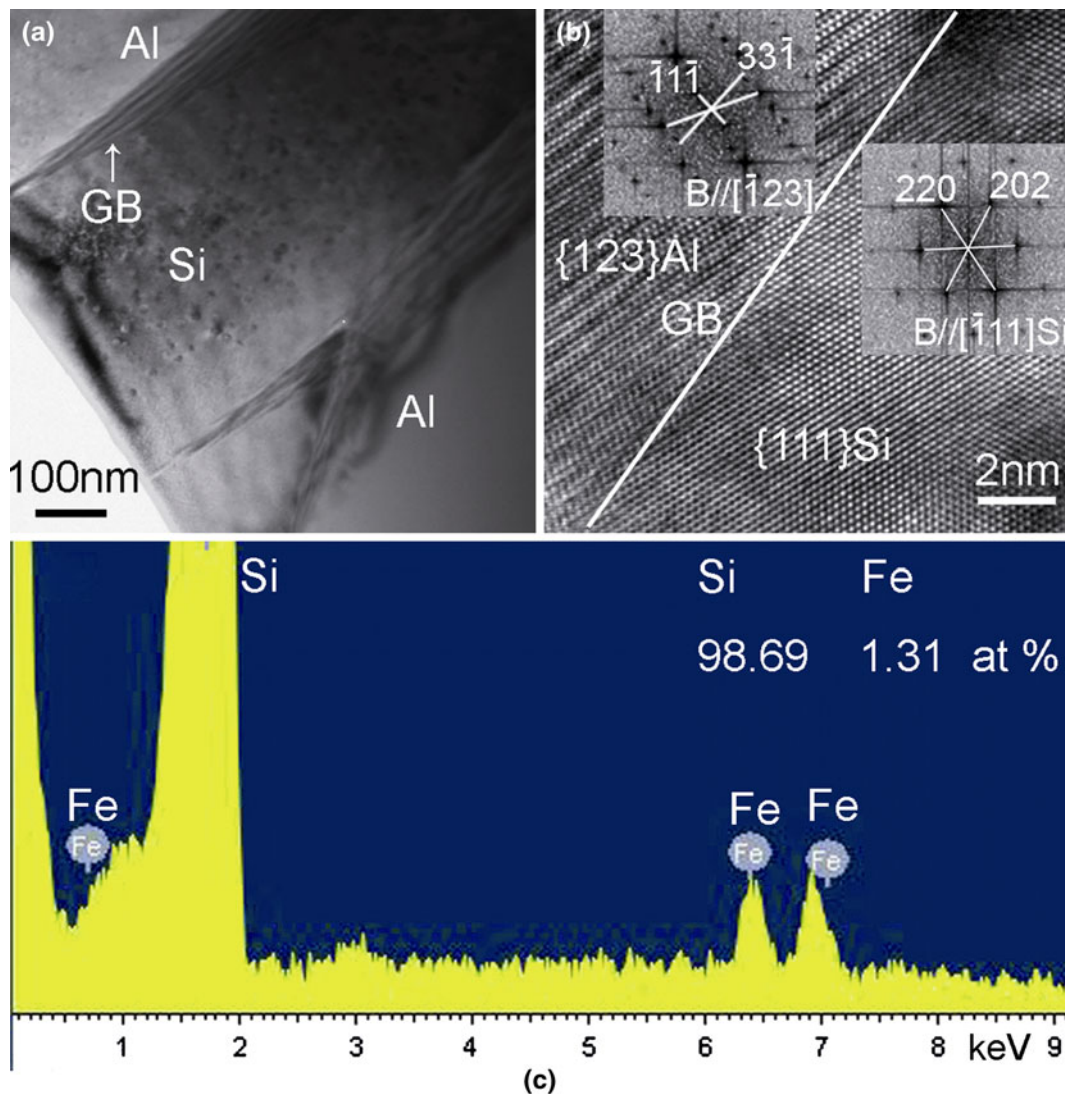 (a)
Al
↑
GB
Si
Al
100nm
(b)
1̄11̄
331̄
B//[1̄23]
220
202
{123}Al
B//[1̄11]Si
GB
{111}Si
2nm
Si
Si Fe
98.69 1.31 at %
Fe
Fe
Fe
Fe
Fe
Fe
1 2 3 4 5 6 7 8 keV 9
(c)